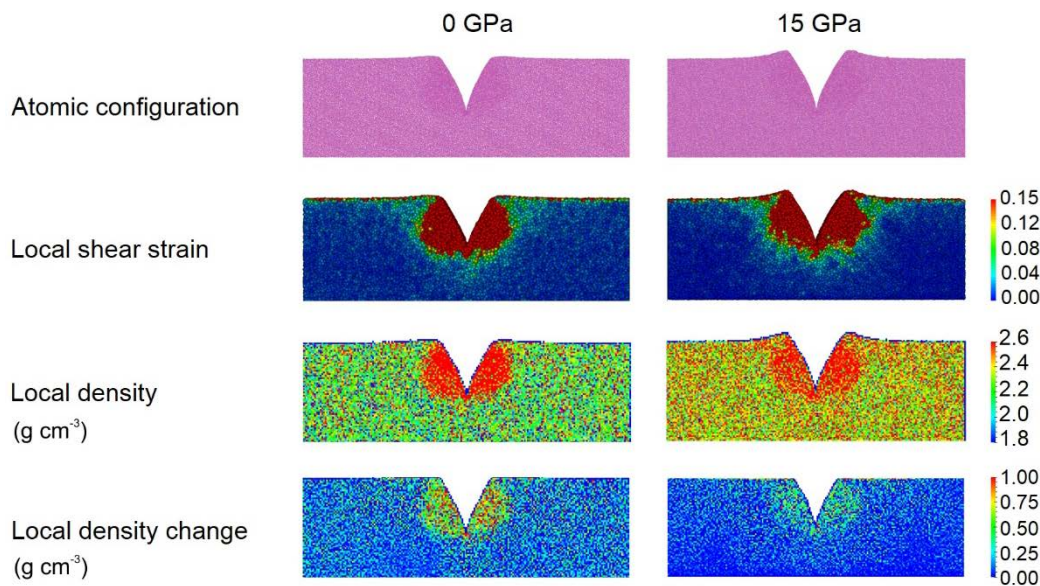 0 GPa 15 GPa
Atomic configuration
Local shear strain
0.15
0.12
0.08
0.04
0.00
Local density
(g cm⁻³)
2.6
2.4
2.2
2.0
1.8
Local density change
(g cm⁻³)
1.00
0.75
0.50
0.25
0.00